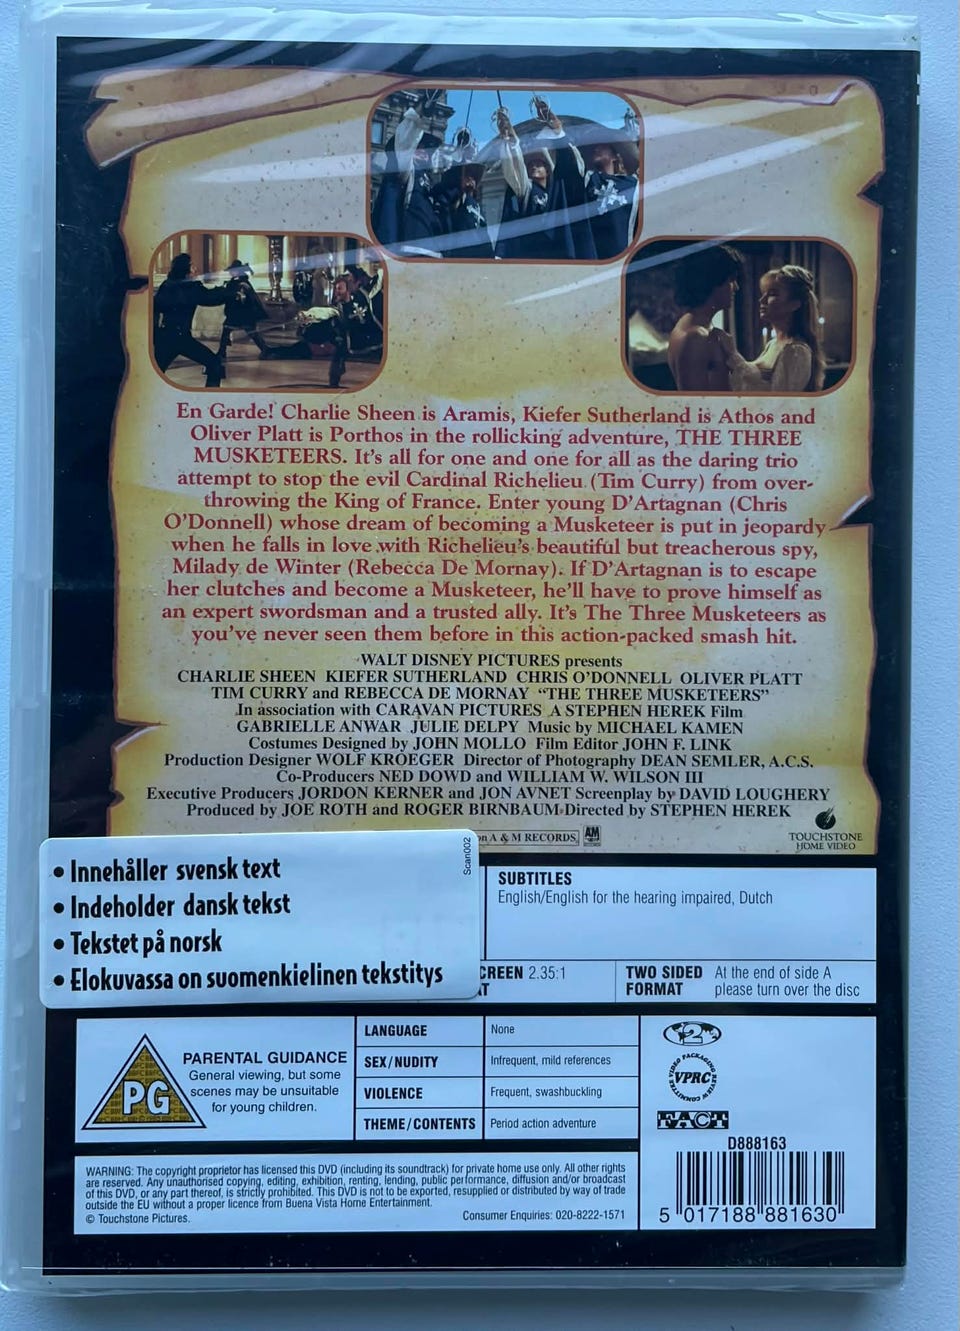 En Garde! Charlie Sheen is Aramis, Kiefer Sutherland is Athos and
Oliver Platt is Porthos in the rollicking adventure, THE THREE
MUSKETEERS. It's all for one and one for all as the daring trio
attempt to stop the evil Cardinal Richelieu (Tim Curry) from over-
throwing the King of France. Enter young D'Artagnan (Chris
O'Donnell) whose dream of becoming a Musketeer is put in jeopardy
when he falls in love with Richelieu's beautiful but treacherous spy,
Milady de Winter (Rebecca De Mornay). If D'Artagnan is to escape
her clutches and become a Musketeer, he'll have to prove himself as
an expert swordsman and a trusted ally. It's The Three Musketeers as
you've never seen them before in this action-packed smash hit.
WALT DISNEY PICTURES presents
CHARLIE SHEEN KIEFER SUTHERLAND CHRIS O'DONNELL OLIVER PLATT
TIM CURRY and REBECCA DE MORNAY "THE THREE MUSKETEERS"
In association with CARAVAN PICTURES A STEPHEN HEREK Film
GABRIELLE ANWAR JULIE DELPY Music by MICHAEL KAMEN
Costumes Designed by JOHN MOLLO Film Editor JOHN F. LINK
Production Designer WOLF KROEGER Director of Photography DEAN SEMLER, A.C.S.
Co-Producers NED DOWD and WILLIAM W. WILSON III
Executive Producers JORDON KERNER and JON AVNET Screenplay by DAVID LOUGHERY
Produced by JOE ROTH and ROGER BIRNBAUM Directed by STEPHEN HEREK
on A & M RECORDS.
AM
TOUCHSTONE
HOME VIDEO
Scan002
• Innehåller svensk text
• Indeholder dansk tekst
• Tekstet på norsk
• Elokuvassa on suomenkielinen tekstitys
SUBTITLES
English/English for the hearing impaired, Dutch
CREEN 2.35:1
AT
TWO SIDED FORMAT
At the end of side A
please turn over the disc
PG
PARENTAL GUIDANCE
General viewing, but some
scenes may be unsuitable
for young children.
LANGUAGE None
SEX/NUDITY Infrequent, mild references
VIOLENCE Frequent, swashbuckling
THEME/CONTENTS Period action adventure
2
VIDEO PACKAGING REVIEW COMMITTEE
VPRC
FACT
D888163
5 017188 881630
WARNING: The copyright proprietor has licensed this DVD (including its soundtrack) for private home use only. All other rights
are reserved. Any unauthorised copying, editing, exhibition, renting, lending, public performance, diffusion and/or broadcast
of this DVD, or any part thereof, is strictly prohibited. This DVD is not to be exported, resupplied or distributed by way of trade
outside the EU without a proper licence from Buena Vista Home Entertainment.
© Touchstone Pictures.
Consumer Enquiries: 020-8222-1571